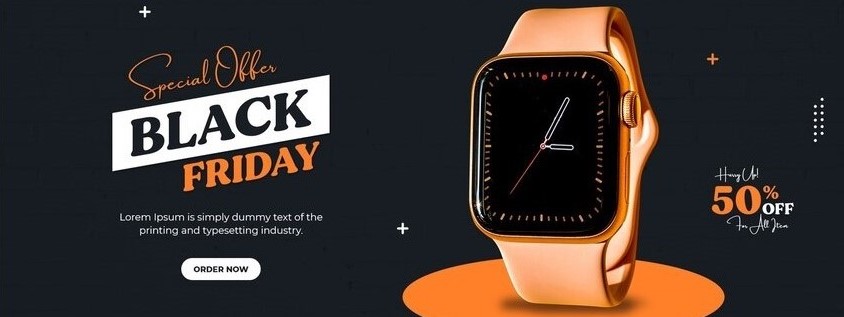 Special Offer
BLACK
FRIDAY
Lorem Ipsum is simply dummy text of the
printing and typesetting industry.
ORDER NOW
Hurry Up!
50%
OFF
For All Item